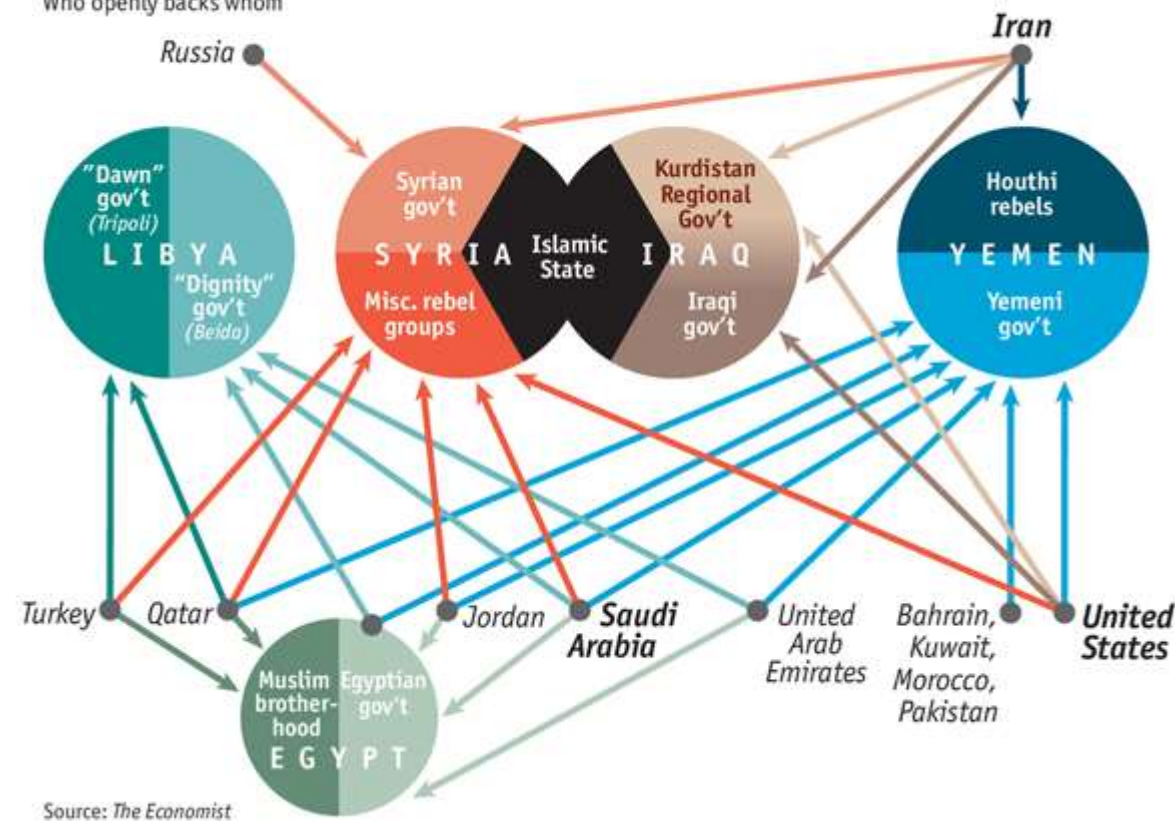 Who openly backs whom
Russia
Iran
"Dawn"
gov't
(Tripoli)
L I B Y A
"Dignity"
gov't
(Beida)
Syrian
gov't
S Y R I A
Misc. rebel
groups
Islamic
State
Kurdistan
Regional
Gov't
I R A Q
Iraqi
gov't
Houthi
rebels
Y E M E N
Yemeni
gov't
Turkey
Qatar
Jordan
Saudi
Arabia
United
Arab
Emirates
Bahrain,
Kuwait,
Morocco,
Pakistan
United
States
Muslim
brother-
hood
Egyptian
gov't
E G Y P T
Source: The Economist